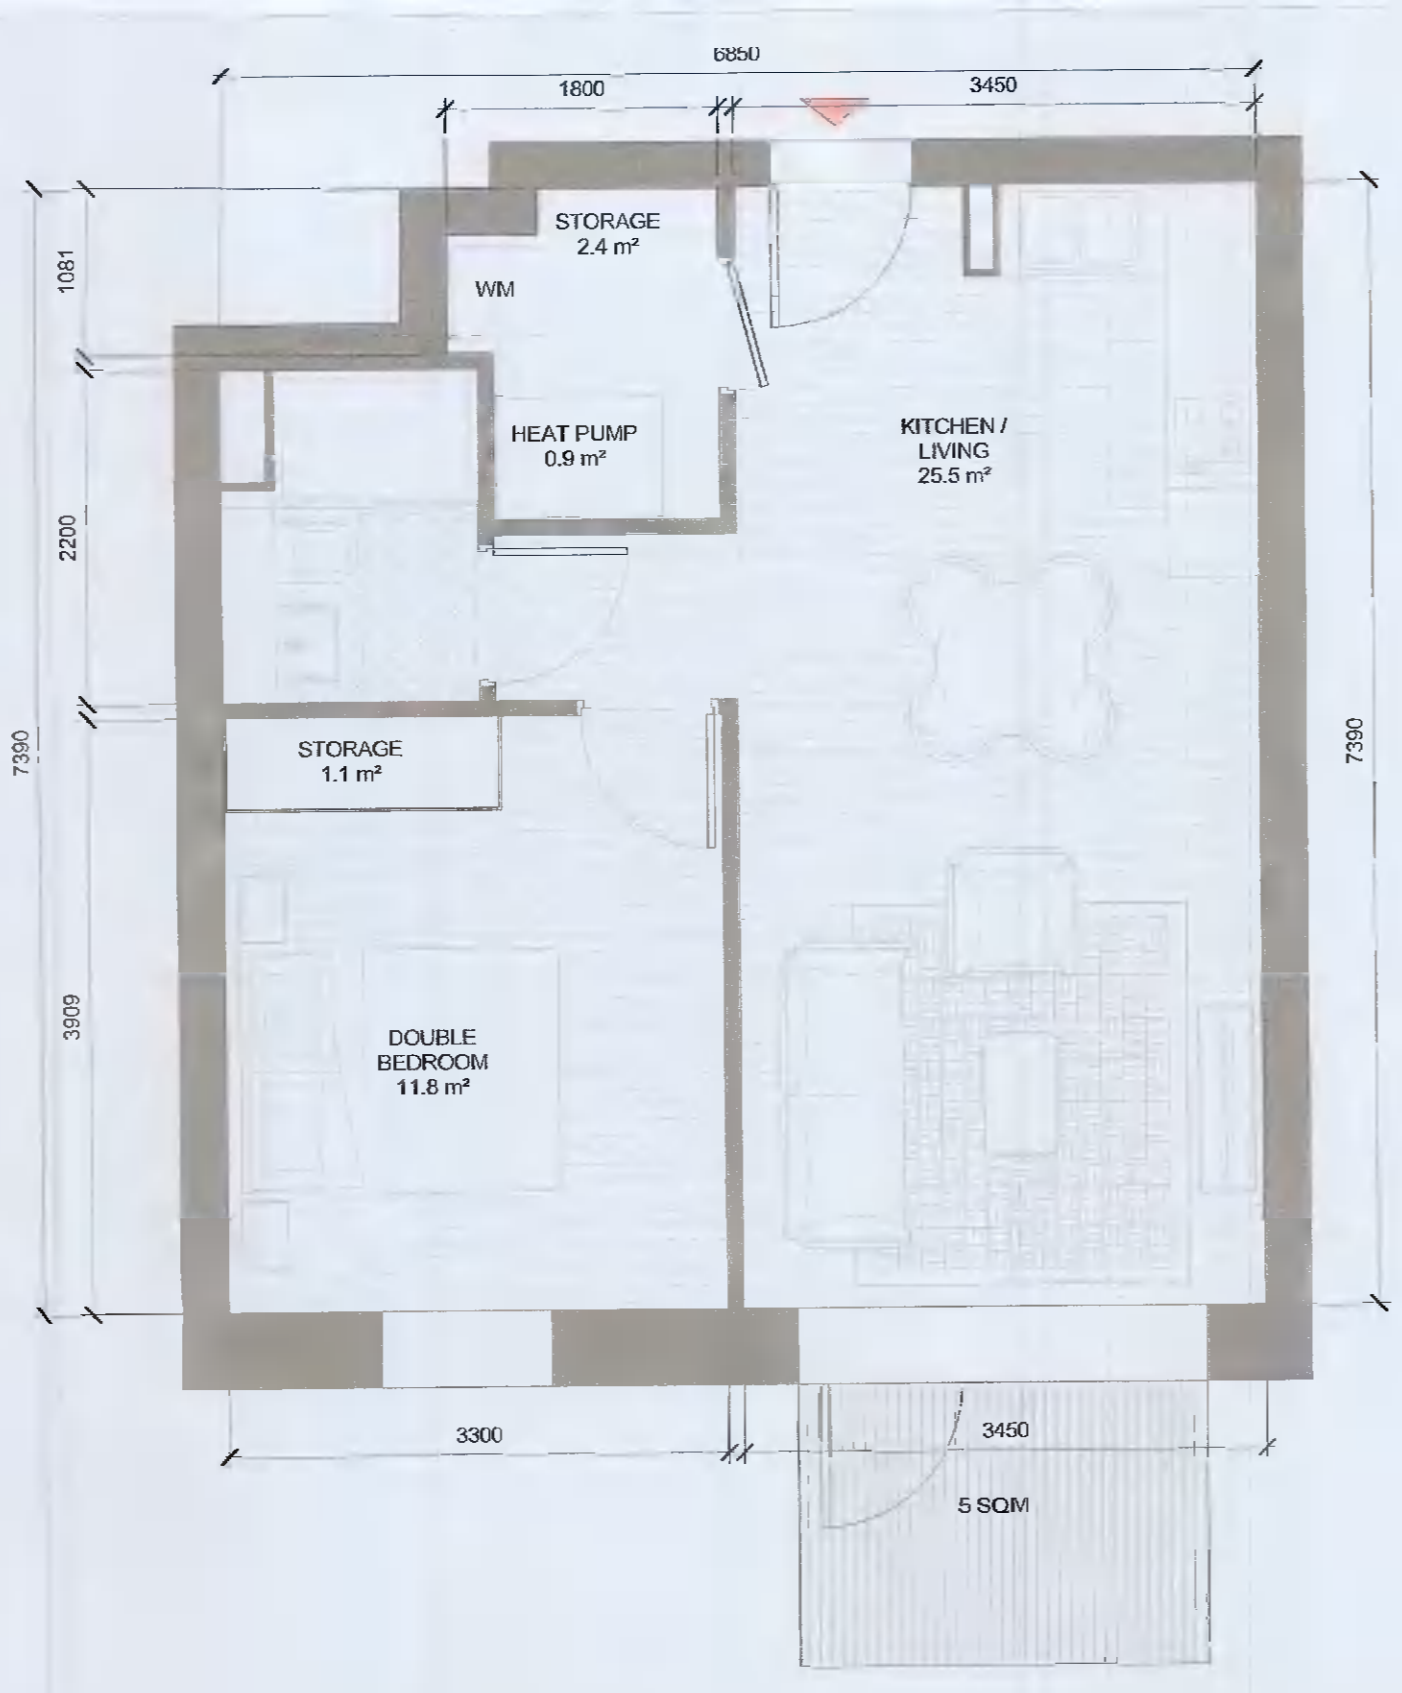 6850
1800
3450
STORAGE
2.4 m²
1081
WM
HEAT PUMP
0.9 m²
KITCHEN /
LIVING
25.5 m²
2200
STORAGE
1.1 m²
7390
7390
3909
DOUBLE
BEDROOM
11.8 m²
3300
3450
5 SQM